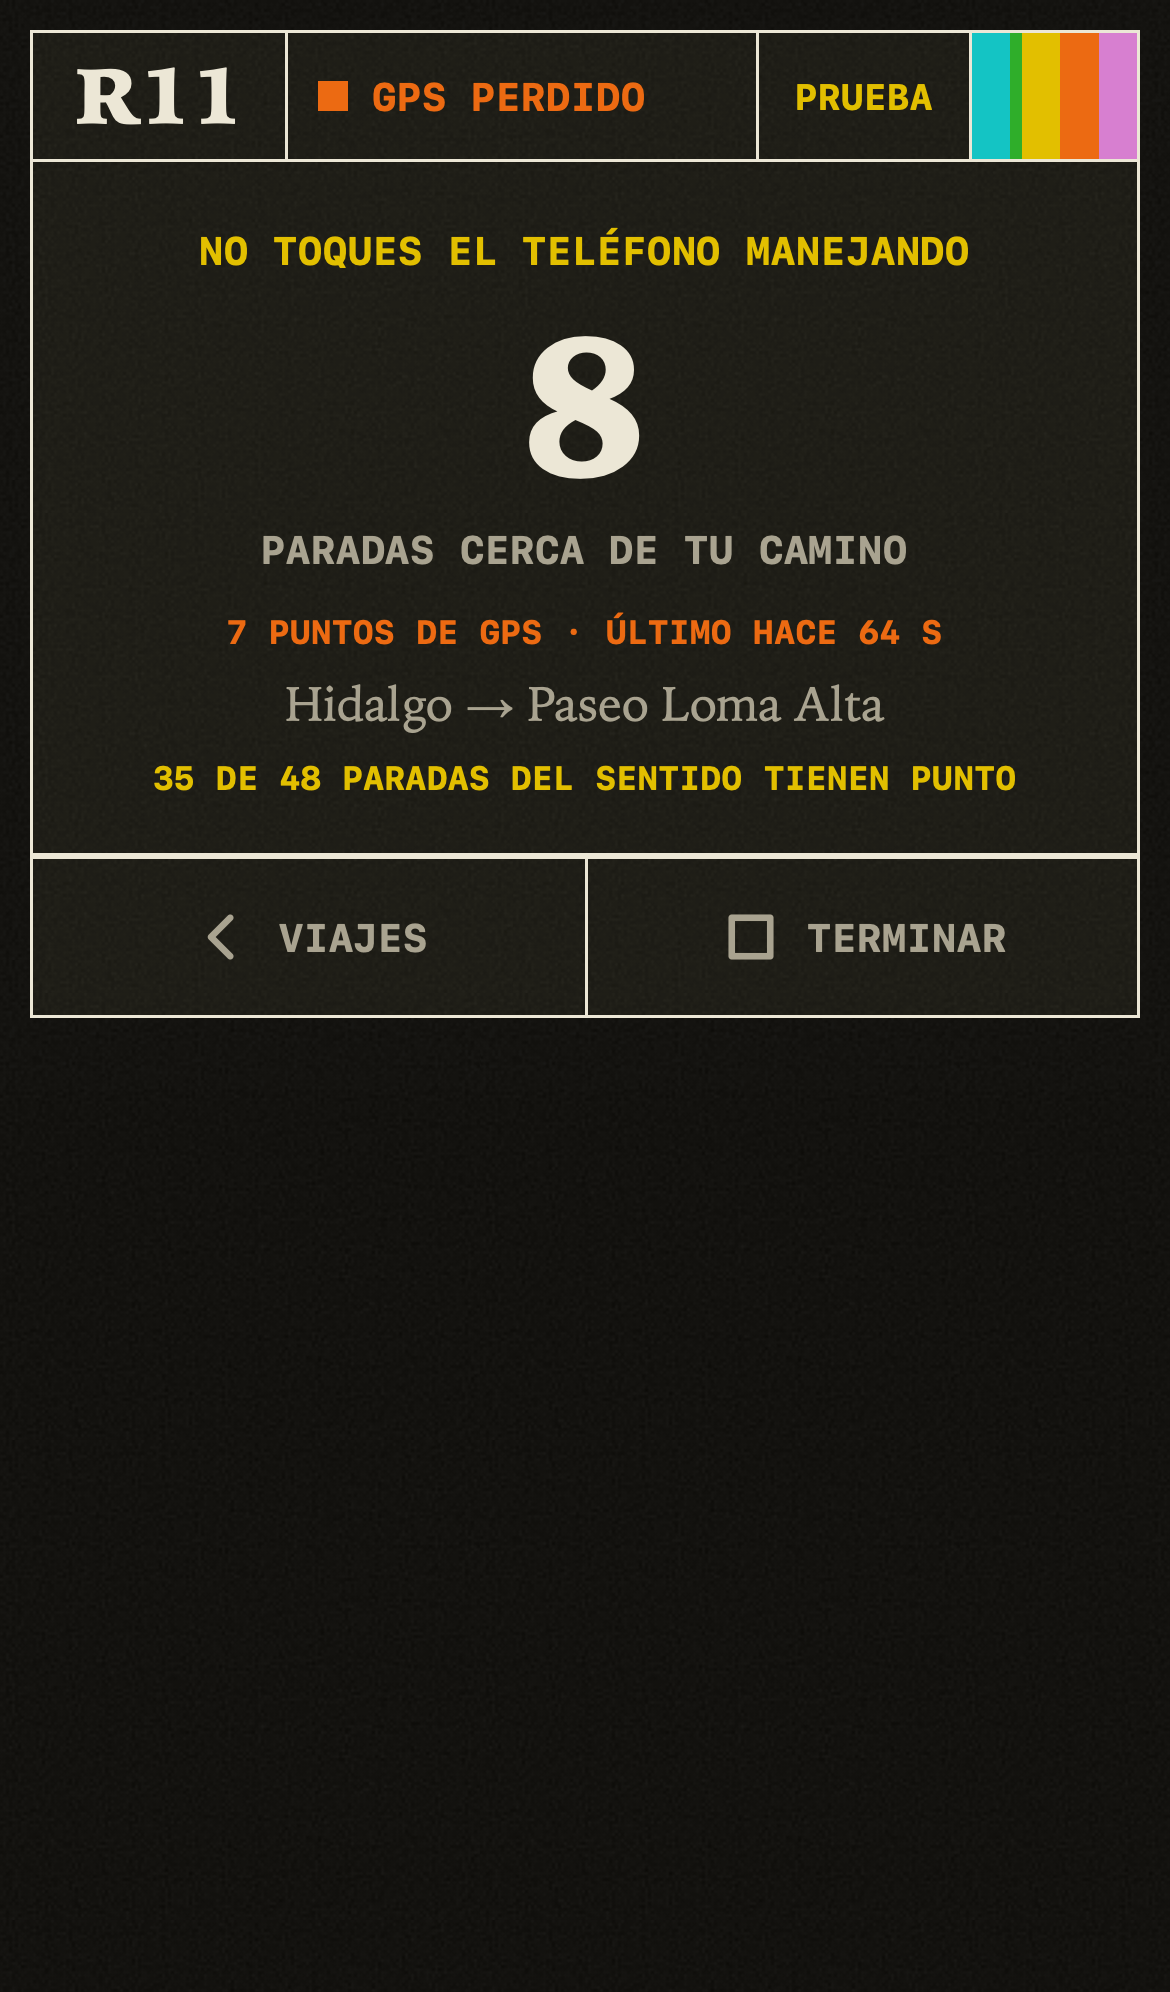 R11
GPS PERDIDO
PRUEBA
NO TOQUES EL TELÉFONO MANEJANDO
8
PARADAS CERCA DE TU CAMINO
7 PUNTOS DE GPS · ÚLTIMO HACE 64 S
Hidalgo → Paseo Loma Alta
35 DE 48 PARADAS DEL SENTIDO TIENEN PUNTO
VIAJES
TERMINAR